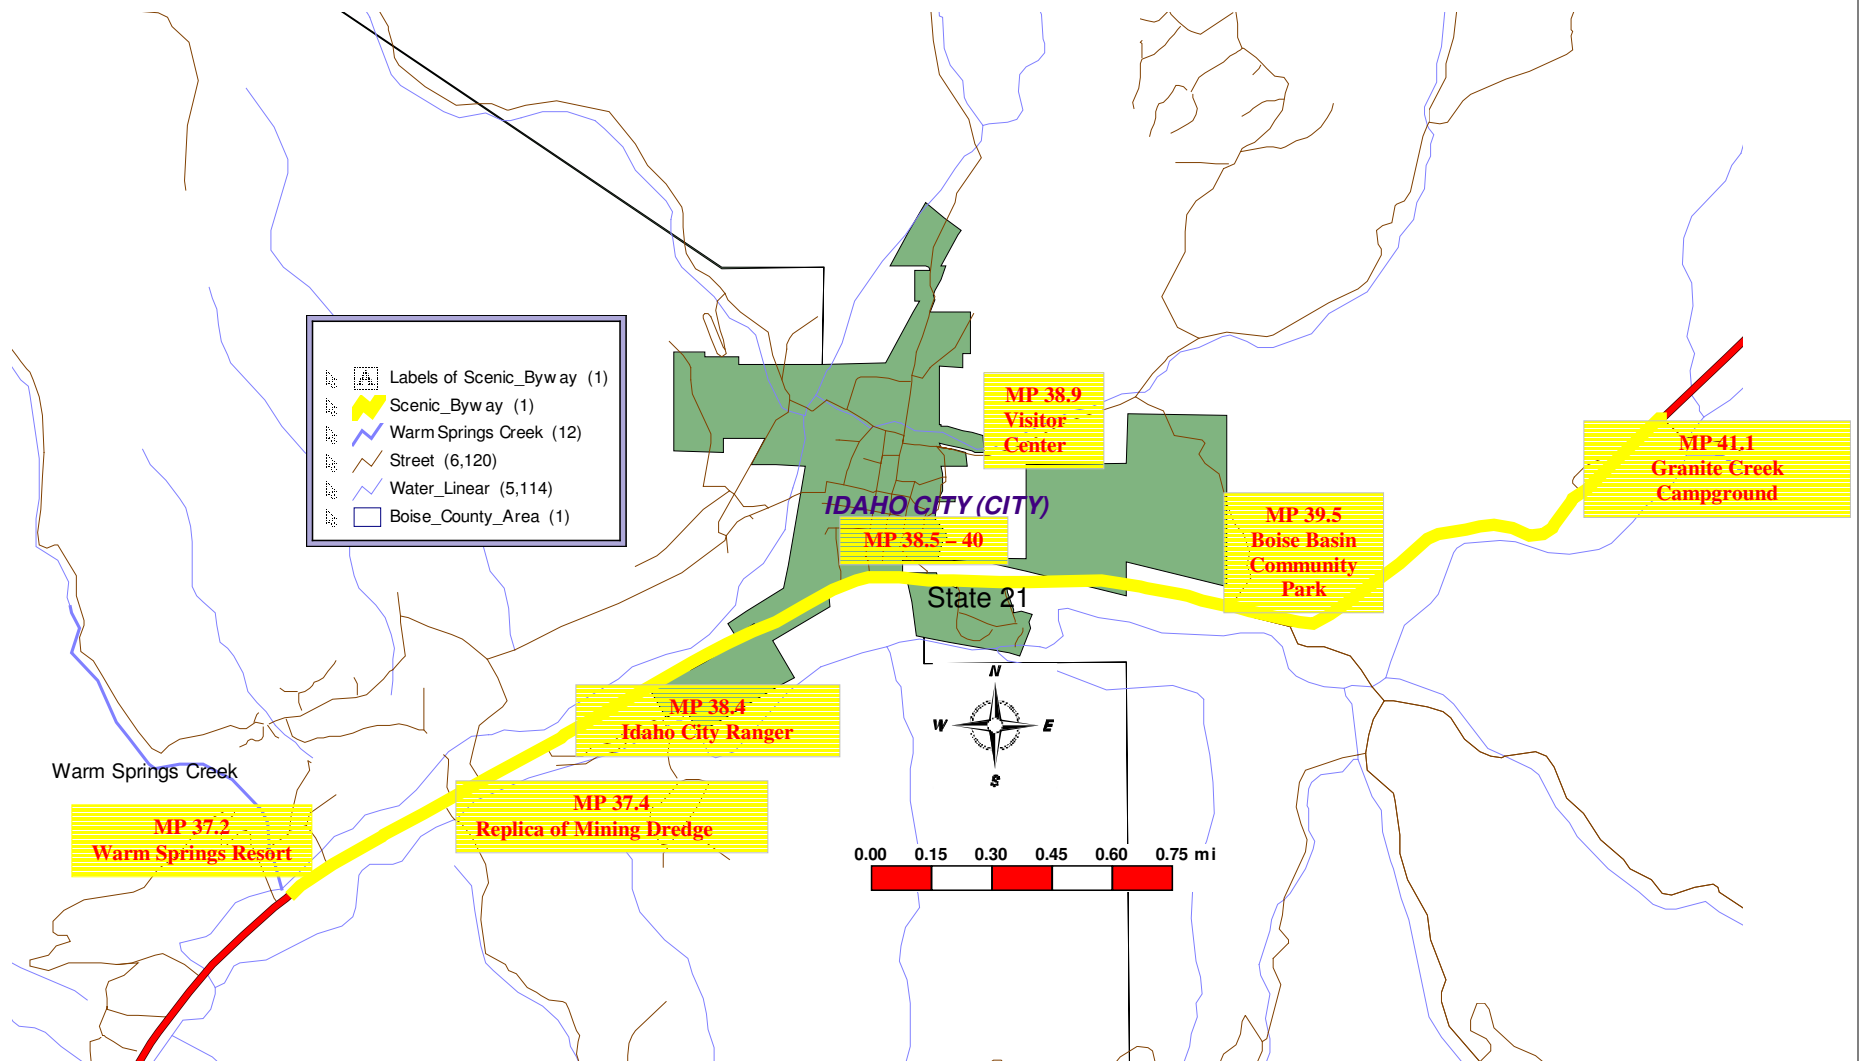 Labels of Scenic_Byway (1)
Scenic_Byway (1)
Warm Springs Creek (12)
Street (6,120)
Water_Linear (5,114)
Boise_County_Area (1)
MP 38.9
Visitor
Center
MP 41.1
Granite Creek
Campground
IDAHO CITY (CITY)
MP 38.5 – 40
MP 39.5
Boise Basin
Community
Park
State 21
N
W
E
S
MP 38.4
Idaho City Ranger
Warm Springs Creek
MP 37.4
Replica of Mining Dredge
MP 37.2
Warm Springs Resort
0.00 0.15 0.30 0.45 0.60 0.75 mi